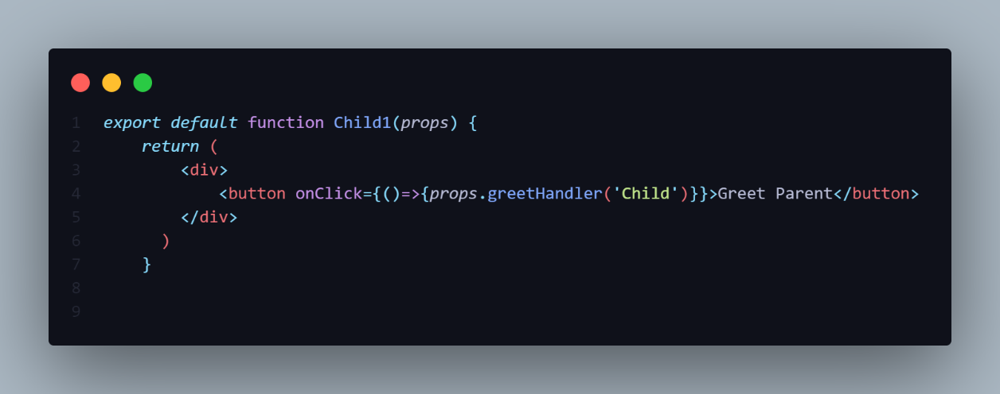 1 export default function Child1(props) {
2     return (
3         <div>
4             <button onClick={()=>{props.greetHandler('Child')}}>Greet Parent</button>
5         </div>
6       )
7     }
8
9